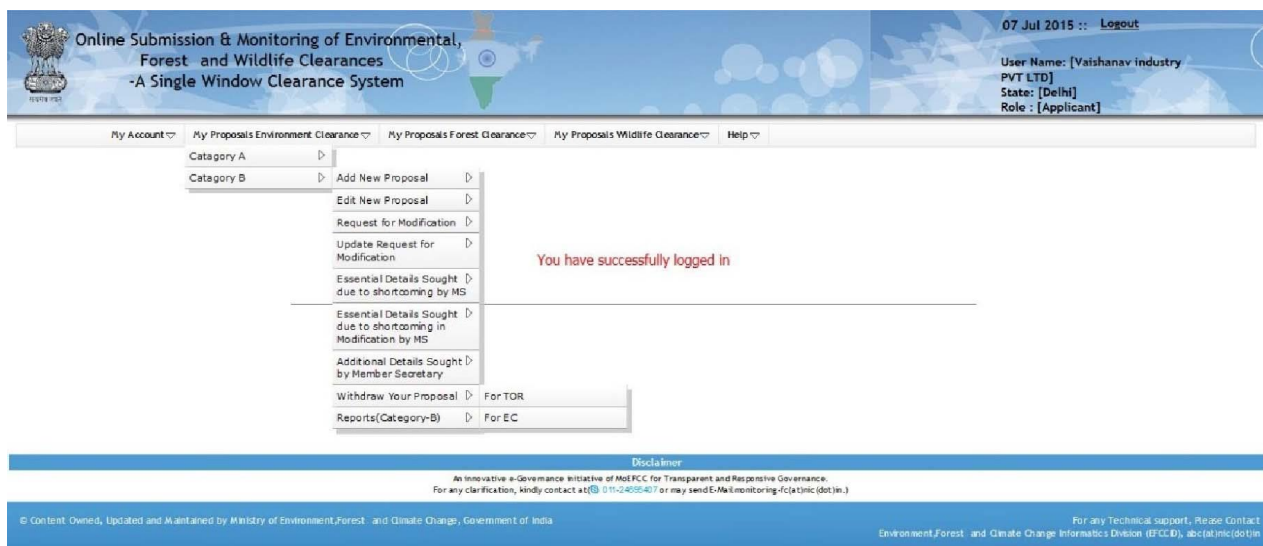 07 Jul 2015 :: Logout
Online Submission & Monitoring of Environmental,
Forest and Wildlife Clearances
-A Single Window Clearance System
User Name: [Vaishanav industry
PVT LTD]
State: [Delhi]
Role : [Applicant]
My Account My Proposals Environment Clearance My Proposals Forest Clearance My Proposals Wildlife Clearance Help
Catagory A
Catagory B
Add New Proposal
Edit New Proposal
Request for Modification
Update Request for
Modification
Essential Details Sought
due to shortcoming by MS
Essential Details Sought
due to shortcoming in
Modification by MS
Additional Details Sought
by Member Secretary
Withdraw Your Proposal
Reports(Category-B)
For TOR
For EC
You have successfully logged in
Disclaimer
An innovative e-Governance initiative of MoEFCC for Transparent and Responsive Governance.
For any clarification, kindly contact at( 011-24695407 or may send E-Mail:monitoring-fc(at)nic(dot)in.)
© Content Owned, Updated and Maintained by Ministry of Environment,Forest and Climate Change, Government of India
For any Technical support, Please Contact
Environment,Forest and Climate Change Informatics Division (EFCCID), abc(at)nic(dot)in